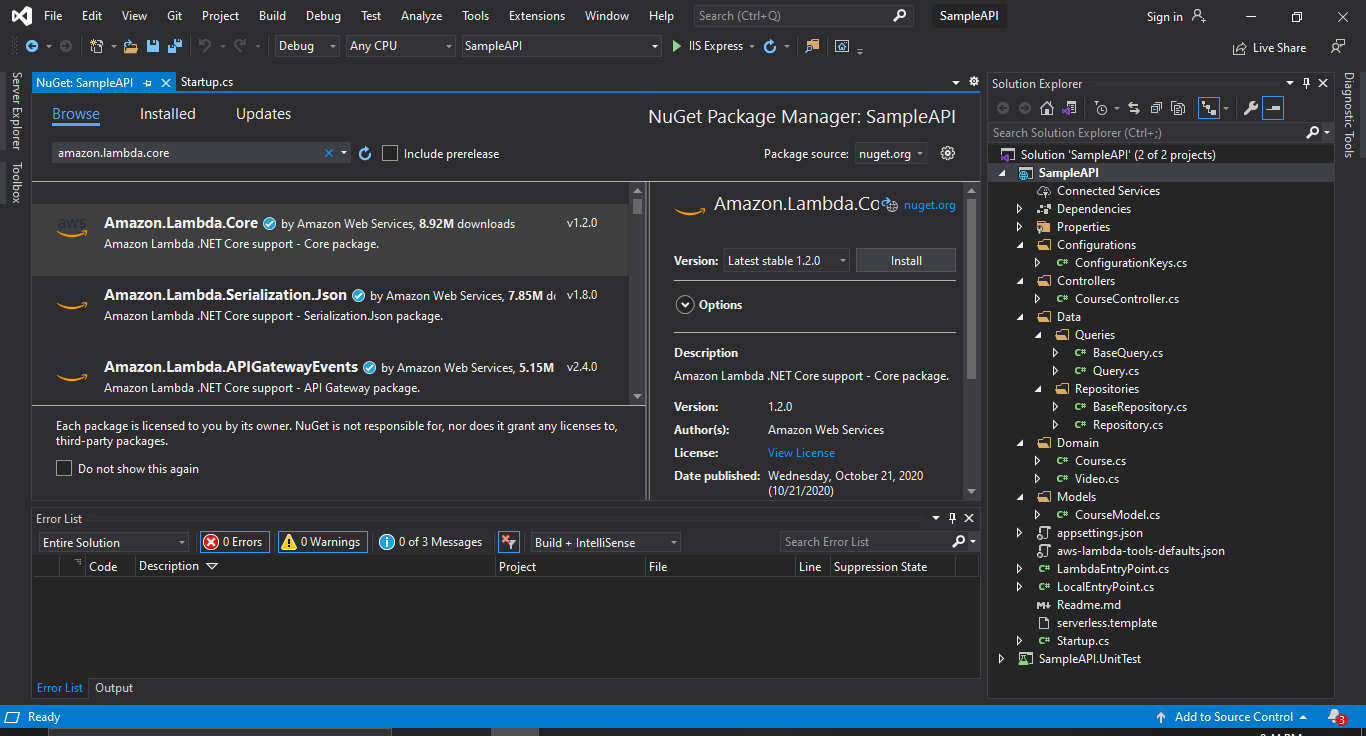 File Edit View Git Project Build Debug Test Analyze Tools Extensions Window Help Search (Ctrl+Q) SampleAPI Sign in
Debug Any CPU SampleAPI IIS Express Live Share
Server Explorer
Toolbox
NuGet: SampleAPI Startup.cs
Browse Installed Updates NuGet Package Manager: SampleAPI
amazon.lambda.core Include prerelease Package source: nuget.org
aws
Amazon.Lambda.Core by Amazon Web Services, 8.92M downloads v1.2.0
Amazon Lambda .NET Core support - Core package.
Amazon.Lambda.Serialization.Json by Amazon Web Services, 7.85M dc v1.8.0
Amazon Lambda .NET Core support - Serialization.Json package.
Amazon.Lambda.APIGatewayEvents by Amazon Web Services, 5.15M v2.4.0
Amazon Lambda .NET Core support - API Gateway package.
Each package is licensed to you by its owner. NuGet is not responsible for, nor does it grant any licenses to,
third-party packages.
Do not show this again
Amazon.Lambda.Co nuget.org
Version: Latest stable 1.2.0 Install
Options
Description
Amazon Lambda .NET Core support - Core package.
Version: 1.2.0
Author(s): Amazon Web Services
License: View License
Date published: Wednesday, October 21, 2020
(10/21/2020)
Error List
Entire Solution 0 Errors 0 Warnings 0 of 3 Messages Build + IntelliSense Search Error List
Code Description Project File Line Suppression State
Error List Output
Solution Explorer
Search Solution Explorer (Ctrl+;)
Solution 'SampleAPI' (2 of 2 projects)
SampleAPI
Connected Services
Dependencies
Properties
Configurations
C# ConfigurationKeys.cs
Controllers
C# CourseController.cs
Data
Queries
C# BaseQuery.cs
C# Query.cs
Repositories
C# BaseRepository.cs
C# Repository.cs
Domain
C# Course.cs
C# Video.cs
Models
C# CourseModel.cs
appsettings.json
aws-lambda-tools-defaults.json
C# LambdaEntryPoint.cs
C# LocalEntryPoint.cs
Readme.md
serverless.template
C# Startup.cs
SampleAPI.UnitTest
Diagnostic Tools
Ready Add to Source Control 3